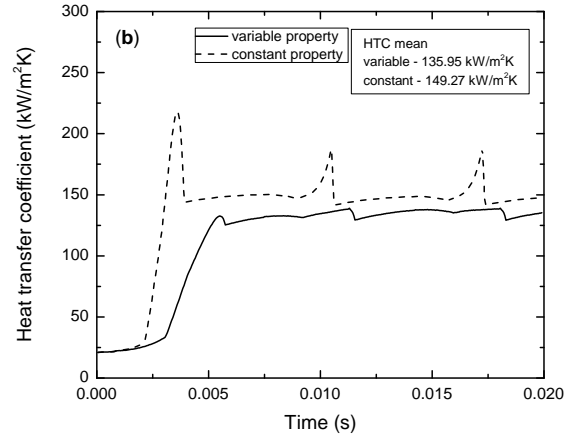 300
250
200
150
100
50
25
0
Heat transfer coefficient (kW/m²K)
(b)
variable property
constant property
HTC mean
variable - 135.95 kW/m²K
constant - 149.27 kW/m²K
0.000 0.005 0.010 0.015 0.020
Time (s)